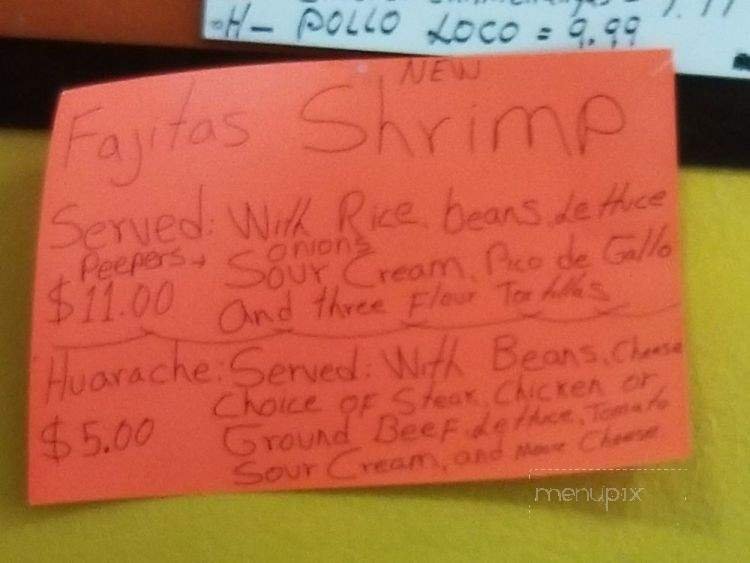 H- POLLO LOCO = 9.99
NEW
Fajitas Shrimp
Served: With Rice, beans, Lettuce
Peepers + onions
$11.00 Sour Cream, Pico de Gallo
And three Flour Tortillas
Huarache: Served: With Beans, Cheese
Choice OF Steak, Chicken or
$5.00 Ground Beef, Lettuce, Tomato
Sour Cream, and More Cheese
menupix